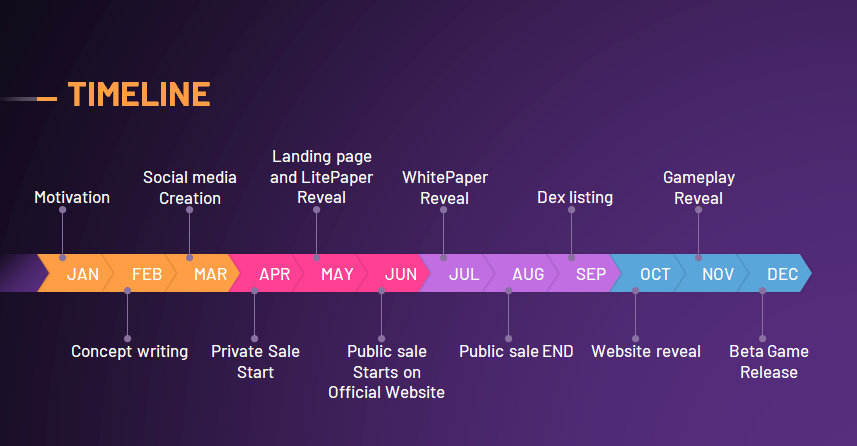 TIMELINE
Motivation
Social media
Creation
Landing page
and LitePaper
Reveal
WhitPaper
Reveal
Dex listing
Gameplay
Reveal
JAN FEB MAR APR MAY JUN JUL AUG SEP OCT NOV DEC
Concept writing
Private Sale
Start
Public sale
Starts on
Official Website
Public sale END
Website reveal
Beta Game
Release